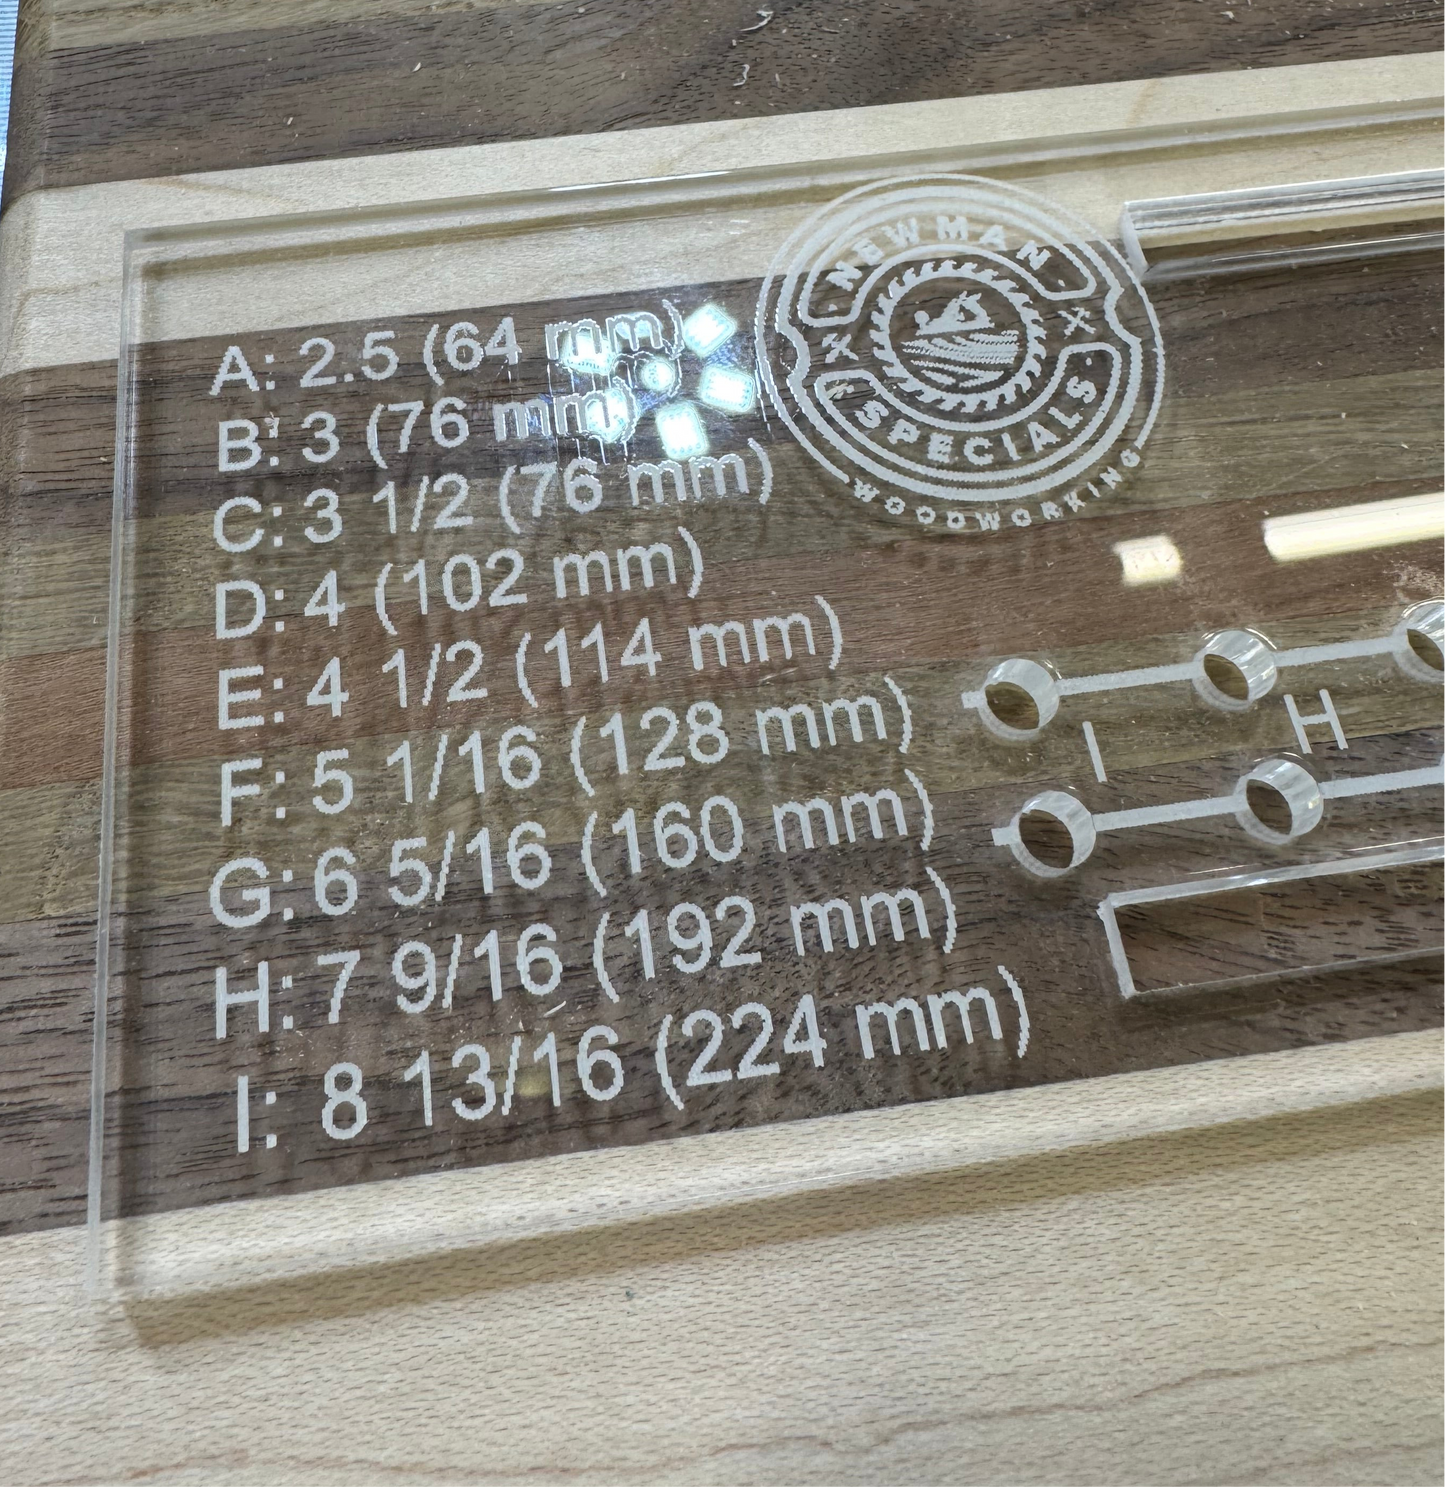 NEWMAN
SPECIALS
WOODWORKING
A: 2.5 (64 mm)
B: 3 (76 mm)
C: 3 1/2 (76 mm)
D: 4 (102 mm)
E: 4 1/2 (114 mm)
F: 5 1/16 (128 mm)
G: 6 5/16 (160 mm)
H: 7 9/16 (192 mm)
I: 8 13/16 (224 mm)
I H